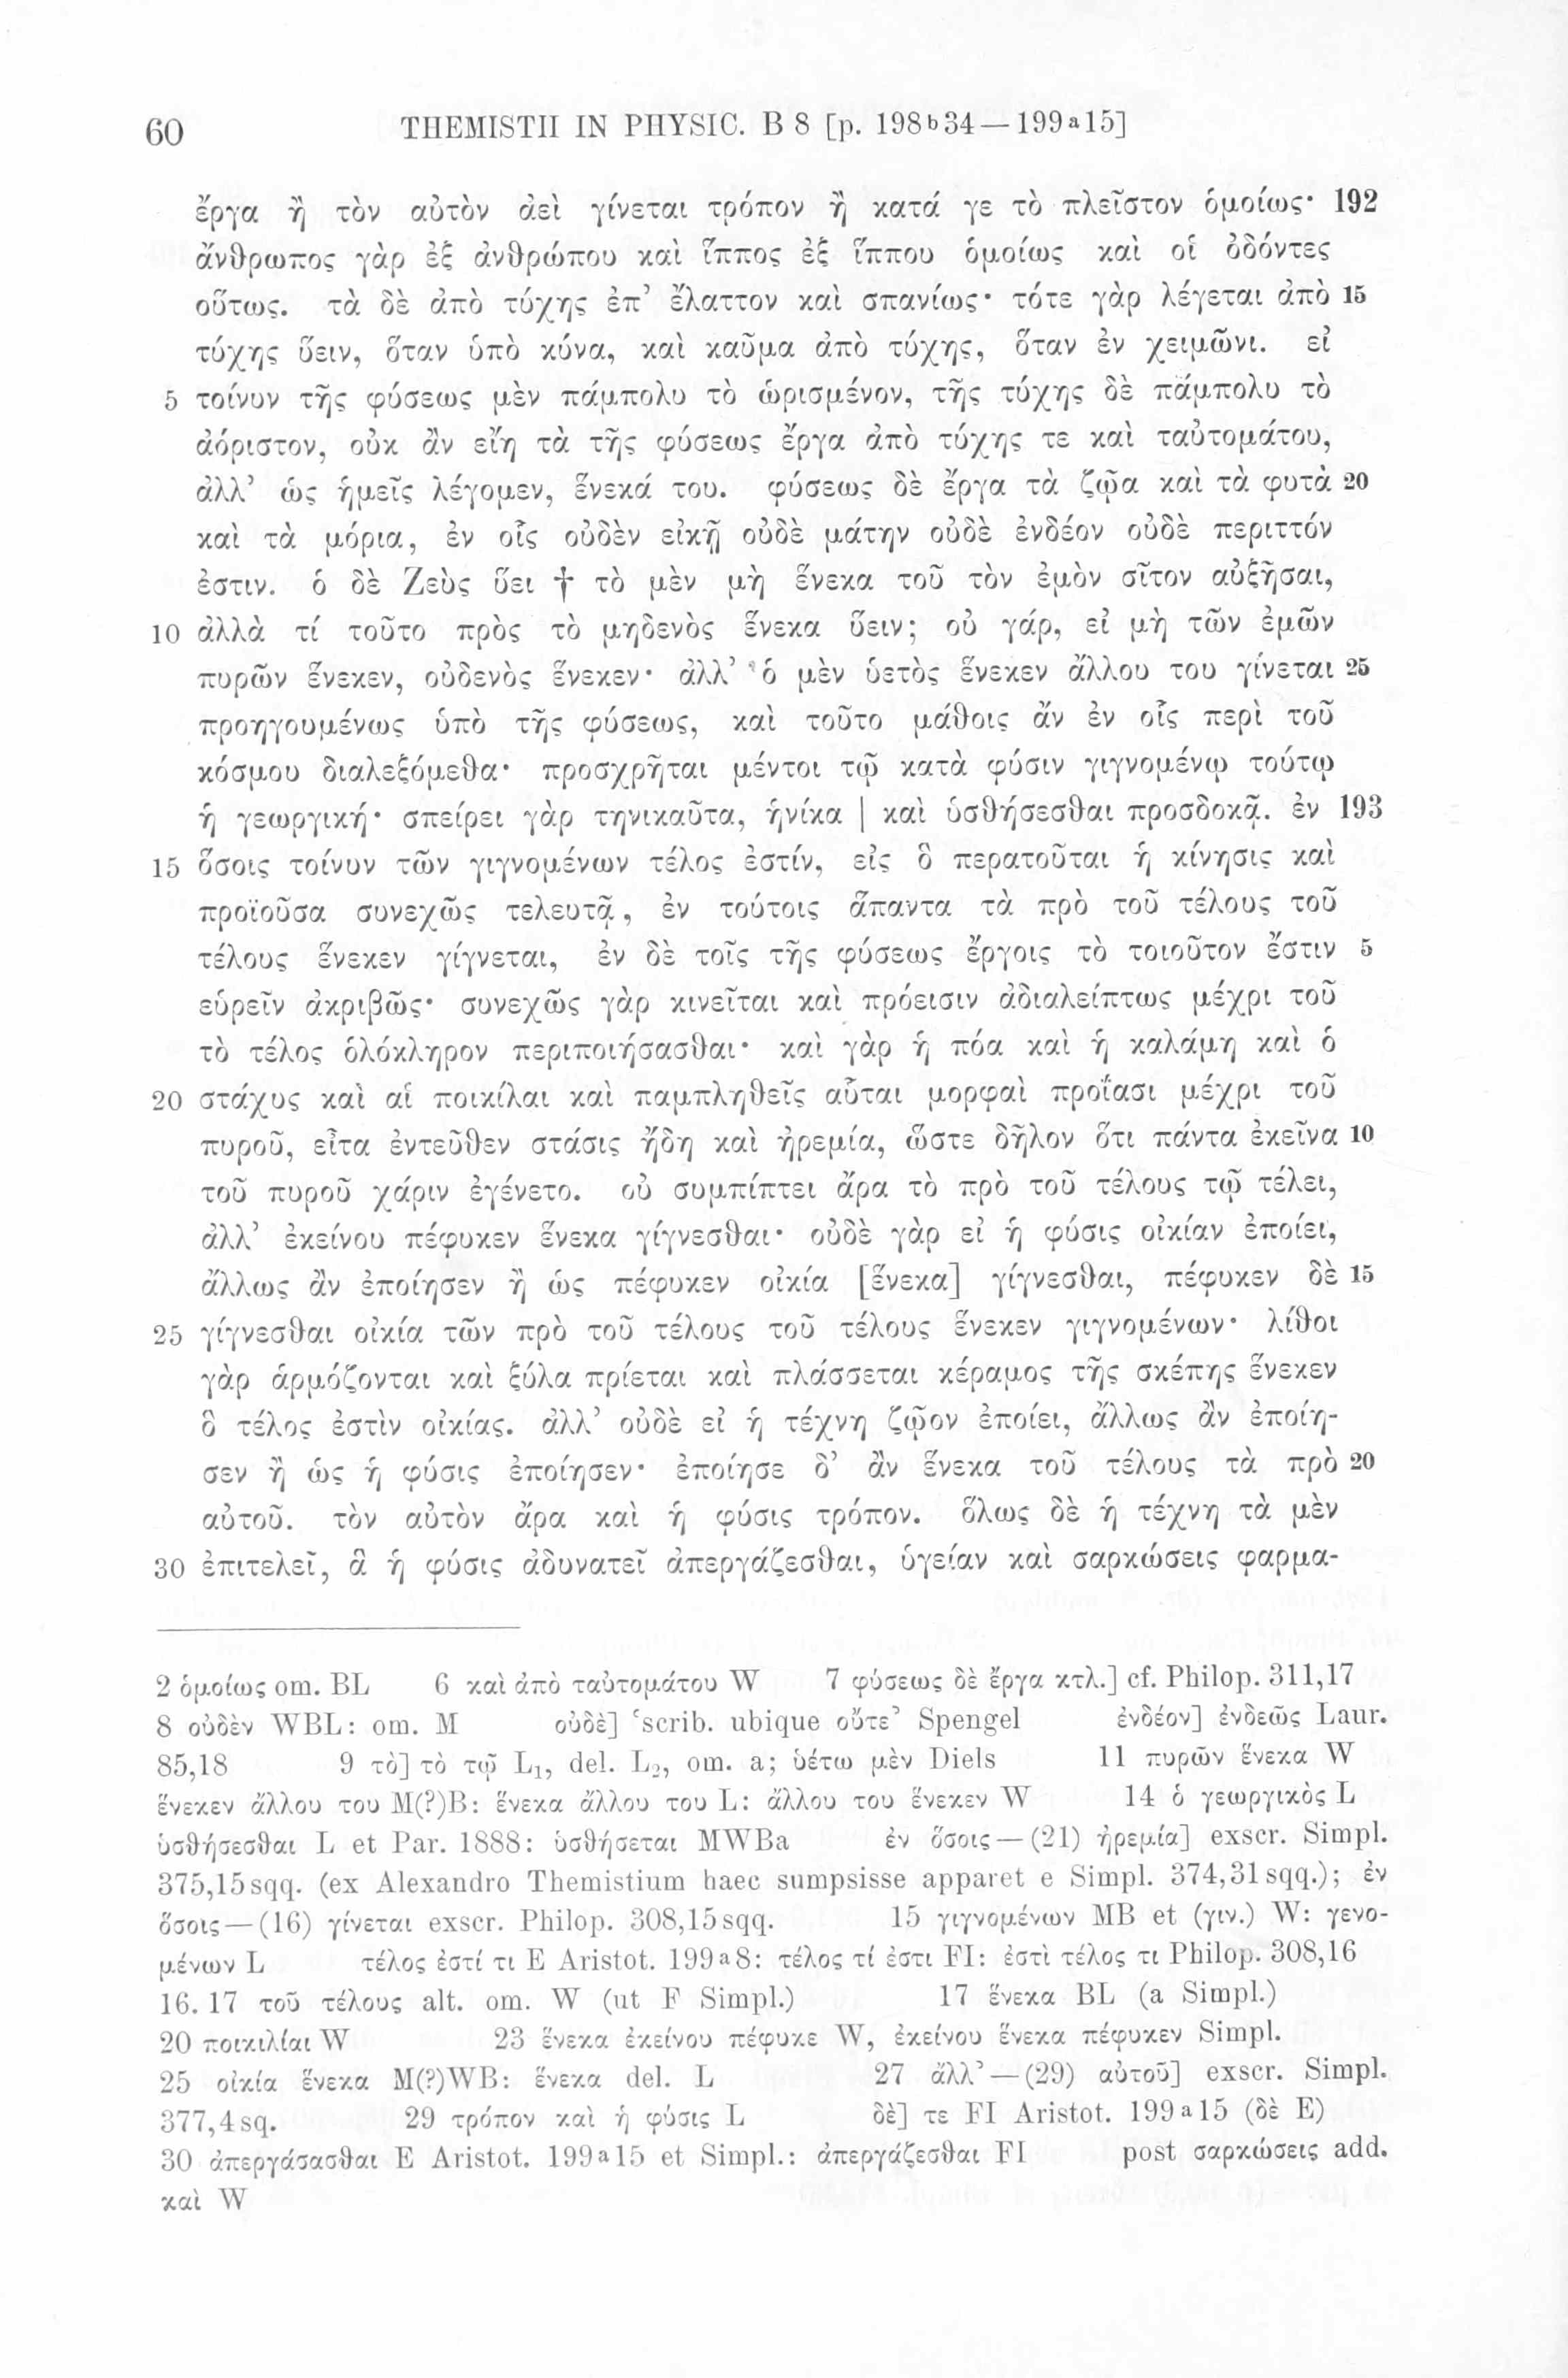 60 THEMISTII IN PHYSIC. B 8 [p. 198b34—199a15]
ἔργα ἢ τὸν αὐτὸν ἀεὶ γίνεται τρόπον ἢ κατά γε τὸ πλεῖστον ὁμοίως· 192
ἄνθρωπος γὰρ ἐξ ἀνθρώπου καὶ ἵππος ἐξ ἵππου ὁμοίως καὶ οἱ ὀδόντες
οὕτως. τὰ δὲ ἀπὸ τύχης ἐπ’ ἔλαττον καὶ σπανίως· τότε γὰρ λέγεται ἀπὸ 15
τύχης ὕειν, ὅταν ὑπὸ κύνα, καὶ καῦμα ἀπὸ τύχης, ὅταν ἐν χειμῶνι. εἰ
5 τοίνυν τῆς φύσεως μὲν πάμπολυ τὸ ὡρισμένον, τῆς τύχης δὲ πάμπολυ τὸ
ἀόριστον, οὐκ ἂν εἴη τὰ τῆς φύσεως ἔργα ἀπὸ τύχης τε καὶ ταὐτομάτου,
ἀλλ’ ὡς ἡμεῖς λέγομεν, ἕνεκά του. φύσεως δὲ ἔργα τὰ ζῷα καὶ τὰ φυτὰ 20
καὶ τὰ μόρια, ἐν οἷς οὐδὲν εἰκῇ οὐδὲ μάτην οὐδὲ ἐνδέον οὐδὲ περιττόν
ἐστιν. ὁ δὲ Ζεὺς ὕει † τὸ μὲν μὴ ἕνεκα τοῦ τὸν ἐμὸν σῖτον αὐξῆσαι,
10 ἀλλὰ τί τοῦτο πρὸς τὸ μηδενὸς ἕνεκα ὕειν; οὐ γάρ, εἰ μὴ τῶν ἐμῶν
πυρῶν ἕνεκεν, οὐδενὸς ἕνεκεν· ἀλλ’ ὁ μὲν ὑετὸς ἕνεκεν ἄλλου του γίνεται 25
προηγουμένως ὑπὸ τῆς φύσεως, καὶ τοῦτο μάθοις ἄν ἐν οἷς περὶ τοῦ
κόσμου διαλεξόμεθα· προσχρῆται μέντοι τῷ κατὰ φύσιν γιγνομένῳ τούτῳ
ἡ γεωργική· σπείρει γὰρ τηνικαῦτα, ἡνίκα | καὶ ὑσθήσεσθαι προσδοκᾷ. ἐν 193
15 ὅσοις τοίνυν τῶν γιγνομένων τέλος ἐστίν, εἰς ὃ περατοῦται ἡ κίνησις καὶ
προϊοῦσα συνεχῶς τελευτᾷ, ἐν τούτοις ἅπαντα τὰ πρὸ τοῦ τέλους τοῦ
τέλους ἕνεκεν γίγνεται, ἐν δὲ τοῖς τῆς φύσεως ἔργοις τὸ τοιοῦτον ἔστιν 5
εὑρεῖν ἀκριβῶς· συνεχῶς γὰρ κινεῖται καὶ πρόεισιν ἀδιαλείπτως μέχρι τοῦ
τὸ τέλος ὁλόκληρον περιποιήσασθαι· καὶ γὰρ ἡ πόα καὶ ἡ καλάμη καὶ ὁ
20 στάχυς καὶ αἱ ποικίλαι καὶ παμπληθεῖς αὗται μορφαὶ προΐασι μέχρι τοῦ
πυροῦ, εἶτα ἐντεῦθεν στάσις ἤδη καὶ ἠρεμία, ὥστε δῆλον ὅτι πάντα ἐκεῖνα 10
τοῦ πυροῦ χάριν ἐγένετο. οὐ συμπίπτει ἄρα τὸ πρὸ τοῦ τέλους τῷ τέλει,
ἀλλ’ ἐκείνου πέφυκεν ἕνεκα γίγνεσθαι· οὐδὲ γὰρ εἰ ἡ φύσις οἰκίαν ἐποίει,
ἄλλως ἂν ἐποίησεν ἢ ὡς πέφυκεν οἰκία [ἕνεκα] γίγνεσθαι, πέφυκεν δὲ 15
25 γίγνεσθαι οἰκία τῶν πρὸ τοῦ τέλους τοῦ τέλους ἕνεκεν γιγνομένων· λίθοι
γὰρ ἁρμόζονται καὶ ξύλα πρίεται καὶ πλάσσεται κέραμος τῆς σκέπης ἕνεκεν
ὃ τέλος ἐστὶν οἰκίας. ἀλλ’ οὐδὲ εἰ ἡ τέχνη ζῷον ἐποίει, ἄλλως ἂν ἐποίη-
σεν ἢ ὡς ἡ φύσις ἐποίησεν· ἐποίησε δ’ ἂν ἕνεκα τοῦ τέλους τὰ πρὸ 20
αὐτοῦ. τὸν αὐτὸν ἄρα καὶ ἡ φύσις τρόπον. ὅλως δὲ ἡ τέχνη τὰ μὲν
30 ἐπιτελεῖ, ἃ ἡ φύσις ἀδυνατεῖ ἀπεργάζεσθαι, ὑγείαν καὶ σαρκώσεις φαρμα-
2 ὁμοίως om. BL 6 καὶ ἀπὸ ταὐτομάτου W 7 φύσεως δὲ ἔργα κτλ.] cf. Philop. 311,17
8 οὐδὲν WBL: om. M οὐδὲ] ‘scrib. ubique οὔτε’ Spengel ἐνδέον] ἐνδεῶς Laur.
85,18 9 τὸ] τὸ τῷ L1, del. L2, om. a; ὑέτω μὲν Diels 11 πυρῶν ἕνεκα W
ἕνεκεν ἄλλου του M(?)B: ἕνεκα ἄλλου του L: ἄλλου του ἕνεκεν W 14 ὁ γεωργικὸς L
ὑσθήσεσθαι L et Par. 1888: ὑσθήσεται MWBa ἐν ὅσοις—(21) ἠρεμία] exscr. Simpl.
375,15sqq. (ex Alexandro Themistium haec sumpsisse apparet e Simpl. 374,31sqq.); ἐν
ὅσοις—(16) γίνεται exscr. Philop. 308,15sqq. 15 γιγνομένων MB et (γιν.) W: γενο-
μένων L τέλος ἐστί τι E Aristot. 199a8: τέλος τί ἐστι FI: ἐστὶ τέλος τι Philop. 308,16
16. 17 τοῦ τέλους alt. om. W (ut F Simpl.) 17 ἕνεκα BL (a Simpl.)
20 ποικιλίαι W 23 ἕνεκα ἐκείνου πέφυκε W, ἐκείνου ἕνεκα πέφυκεν Simpl.
25 οἰκία ἕνεκα M(?)WB: ἕνεκα del. L 27 ἀλλ’—(29) αὐτοῦ] exscr. Simpl.
377,4sq. 29 τρόπον καὶ ἡ φύσις L δὲ] τε FI Aristot. 199a15 (δὲ E)
30 ἀπεργάσασθαι E Aristot. 199a15 et Simpl.: ἀπεργάζεσθαι FI post σαρκώσεις add.
καὶ W